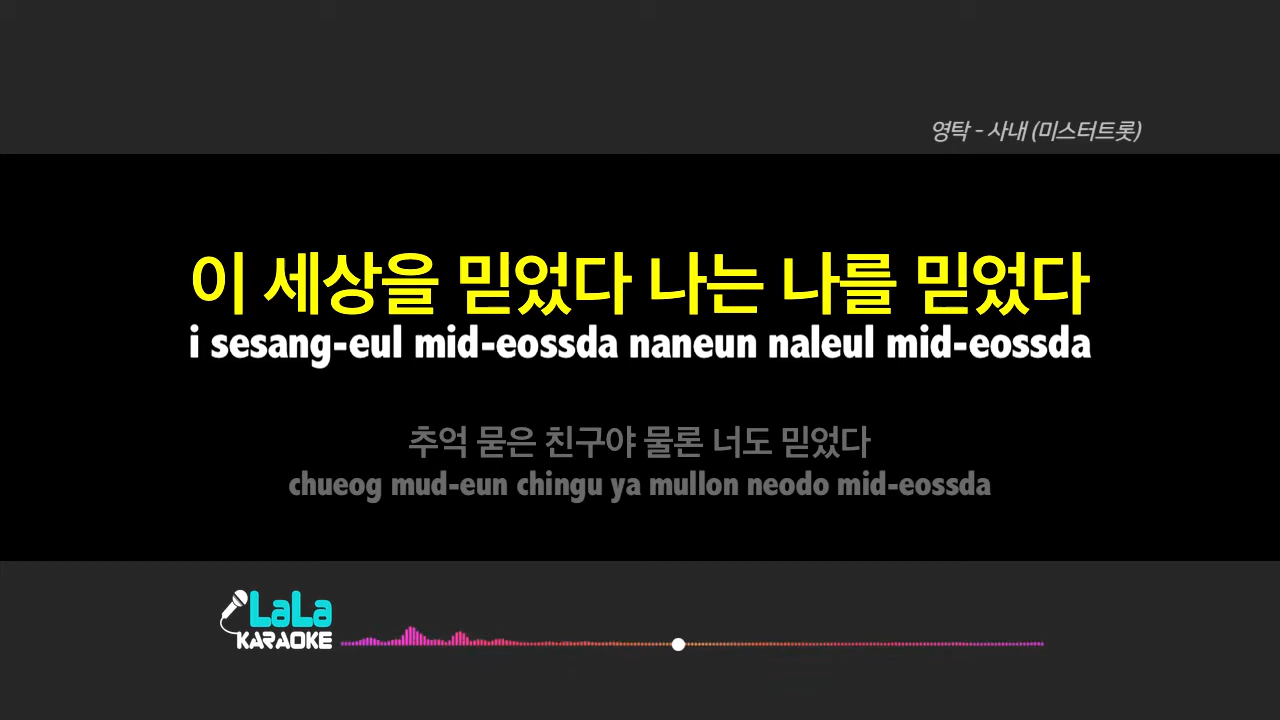 영탁 - 사내 (미스터트롯)
이 세상을 믿었다 나는 나를 믿었다
i sesang-eul mid-eossda naneun naleul mid-eossda
추억 묻은 친구야 물론 너도 믿었다
chueog mud-eun chingu ya mullon neodo mid-eossda
LaLa
KARAOKE